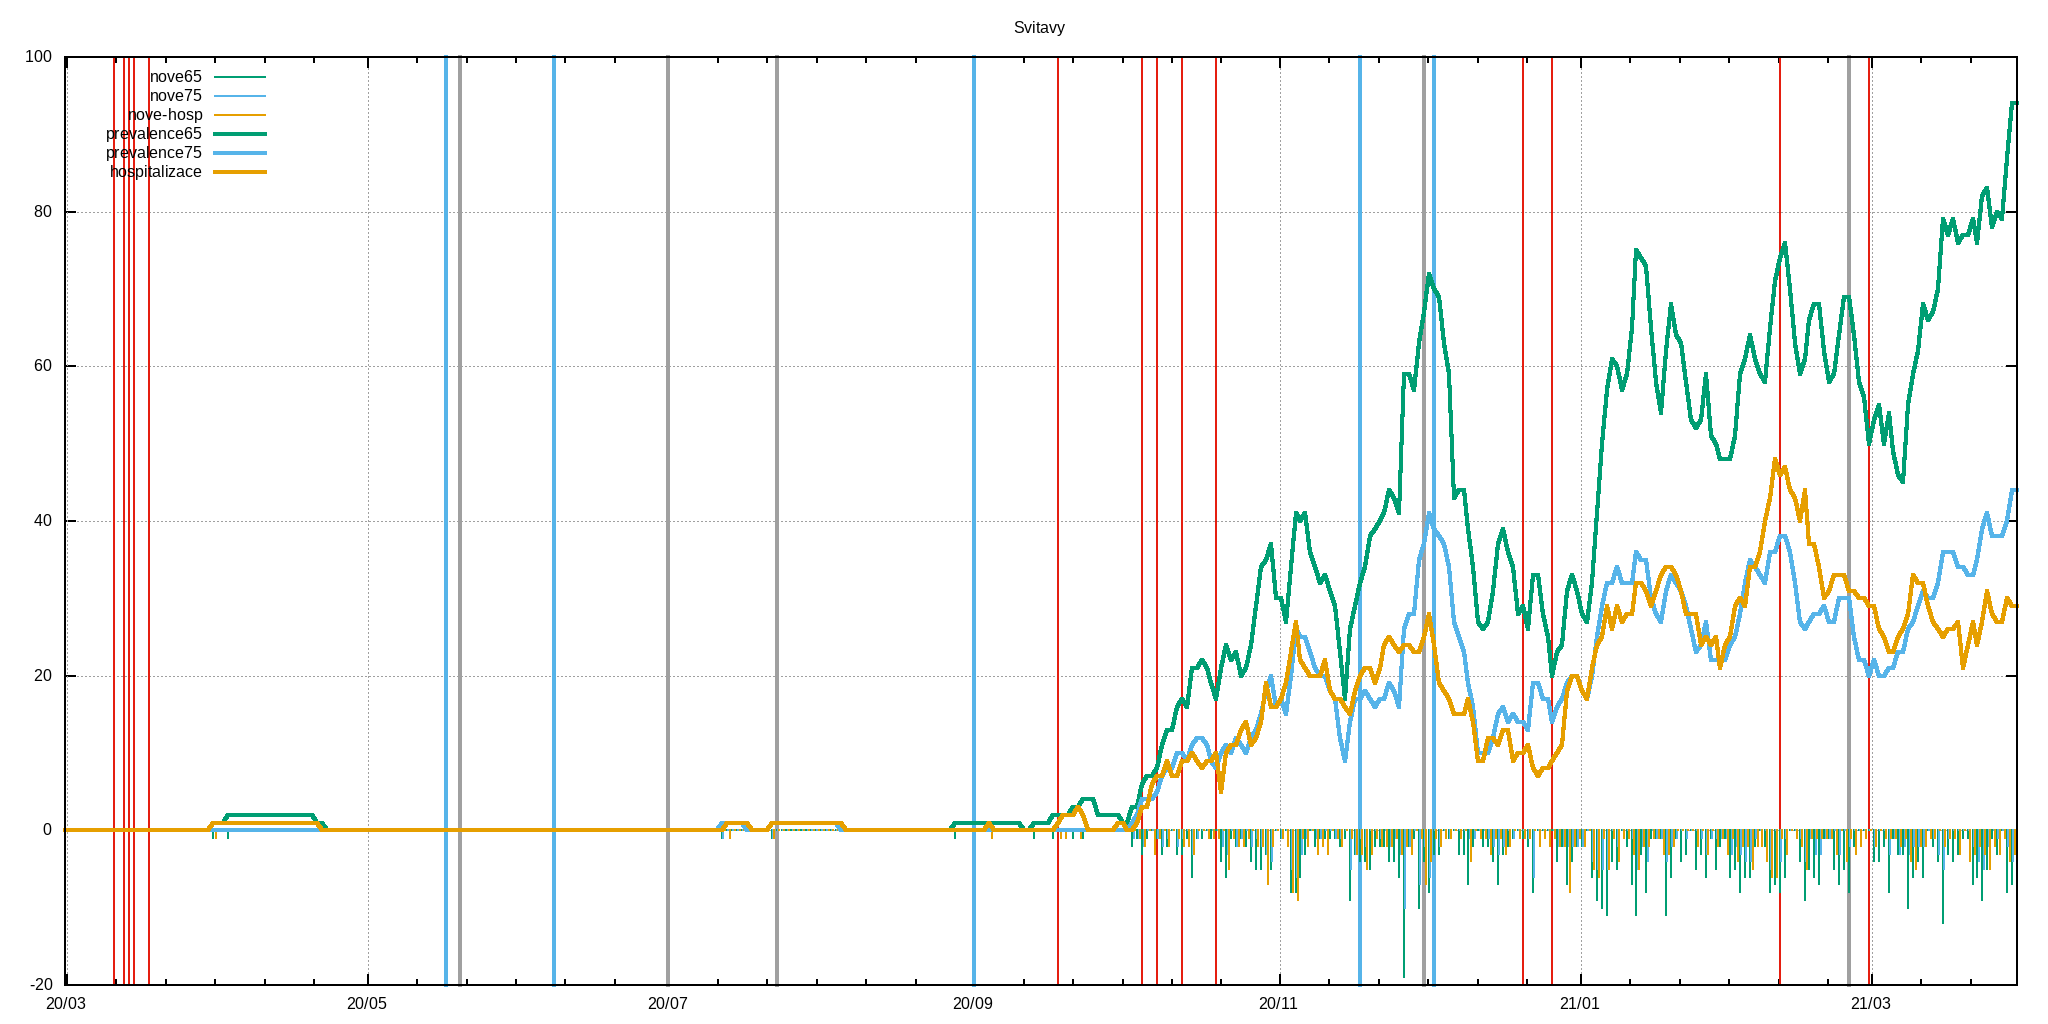 Svitavy
100
80
60
40
20
0
-20
nove65
nove75
nove-hosp
prevalence65
prevalence75
hospitalizace
20/03 20/05 20/07 20/09 20/11 21/01 21/03